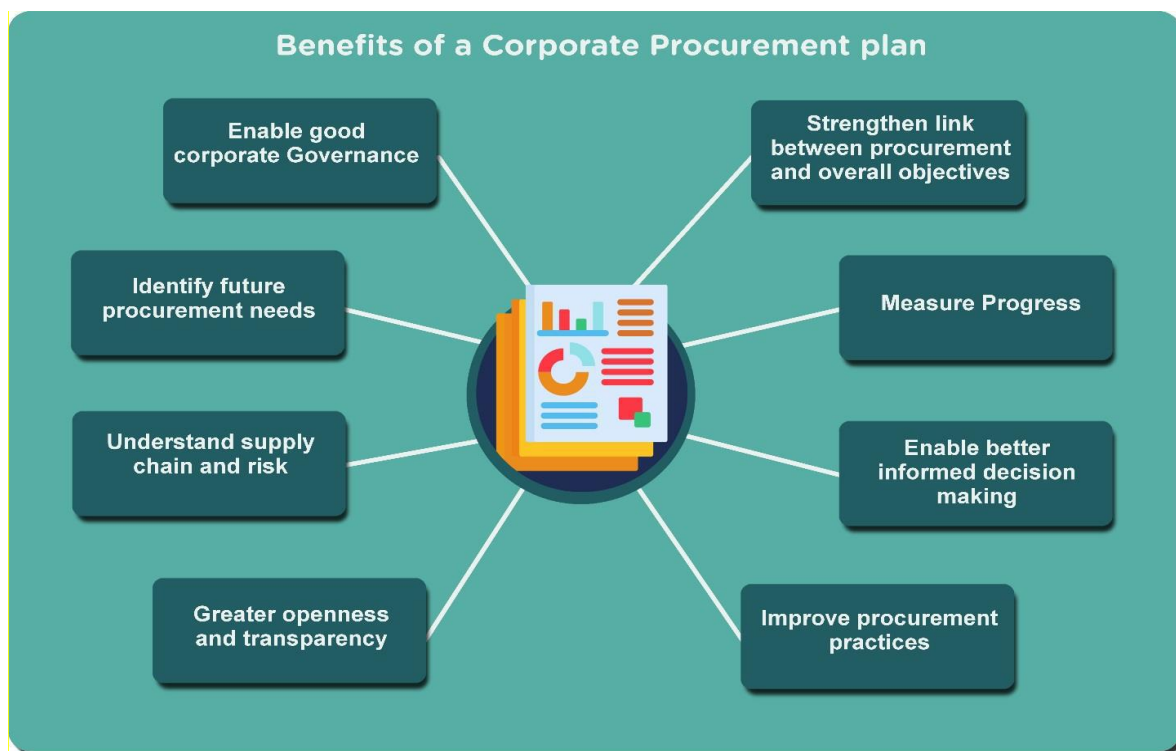 Benefits of a Corporate Procurement plan
Enable good
corporate Governance
Strengthen link
between procurement
and overall objectives
Identify future
procurement needs
Measure Progress
Understand supply
chain and risk
Enable better
informed decision
making
Greater openness
and transparency
Improve procurement
practices